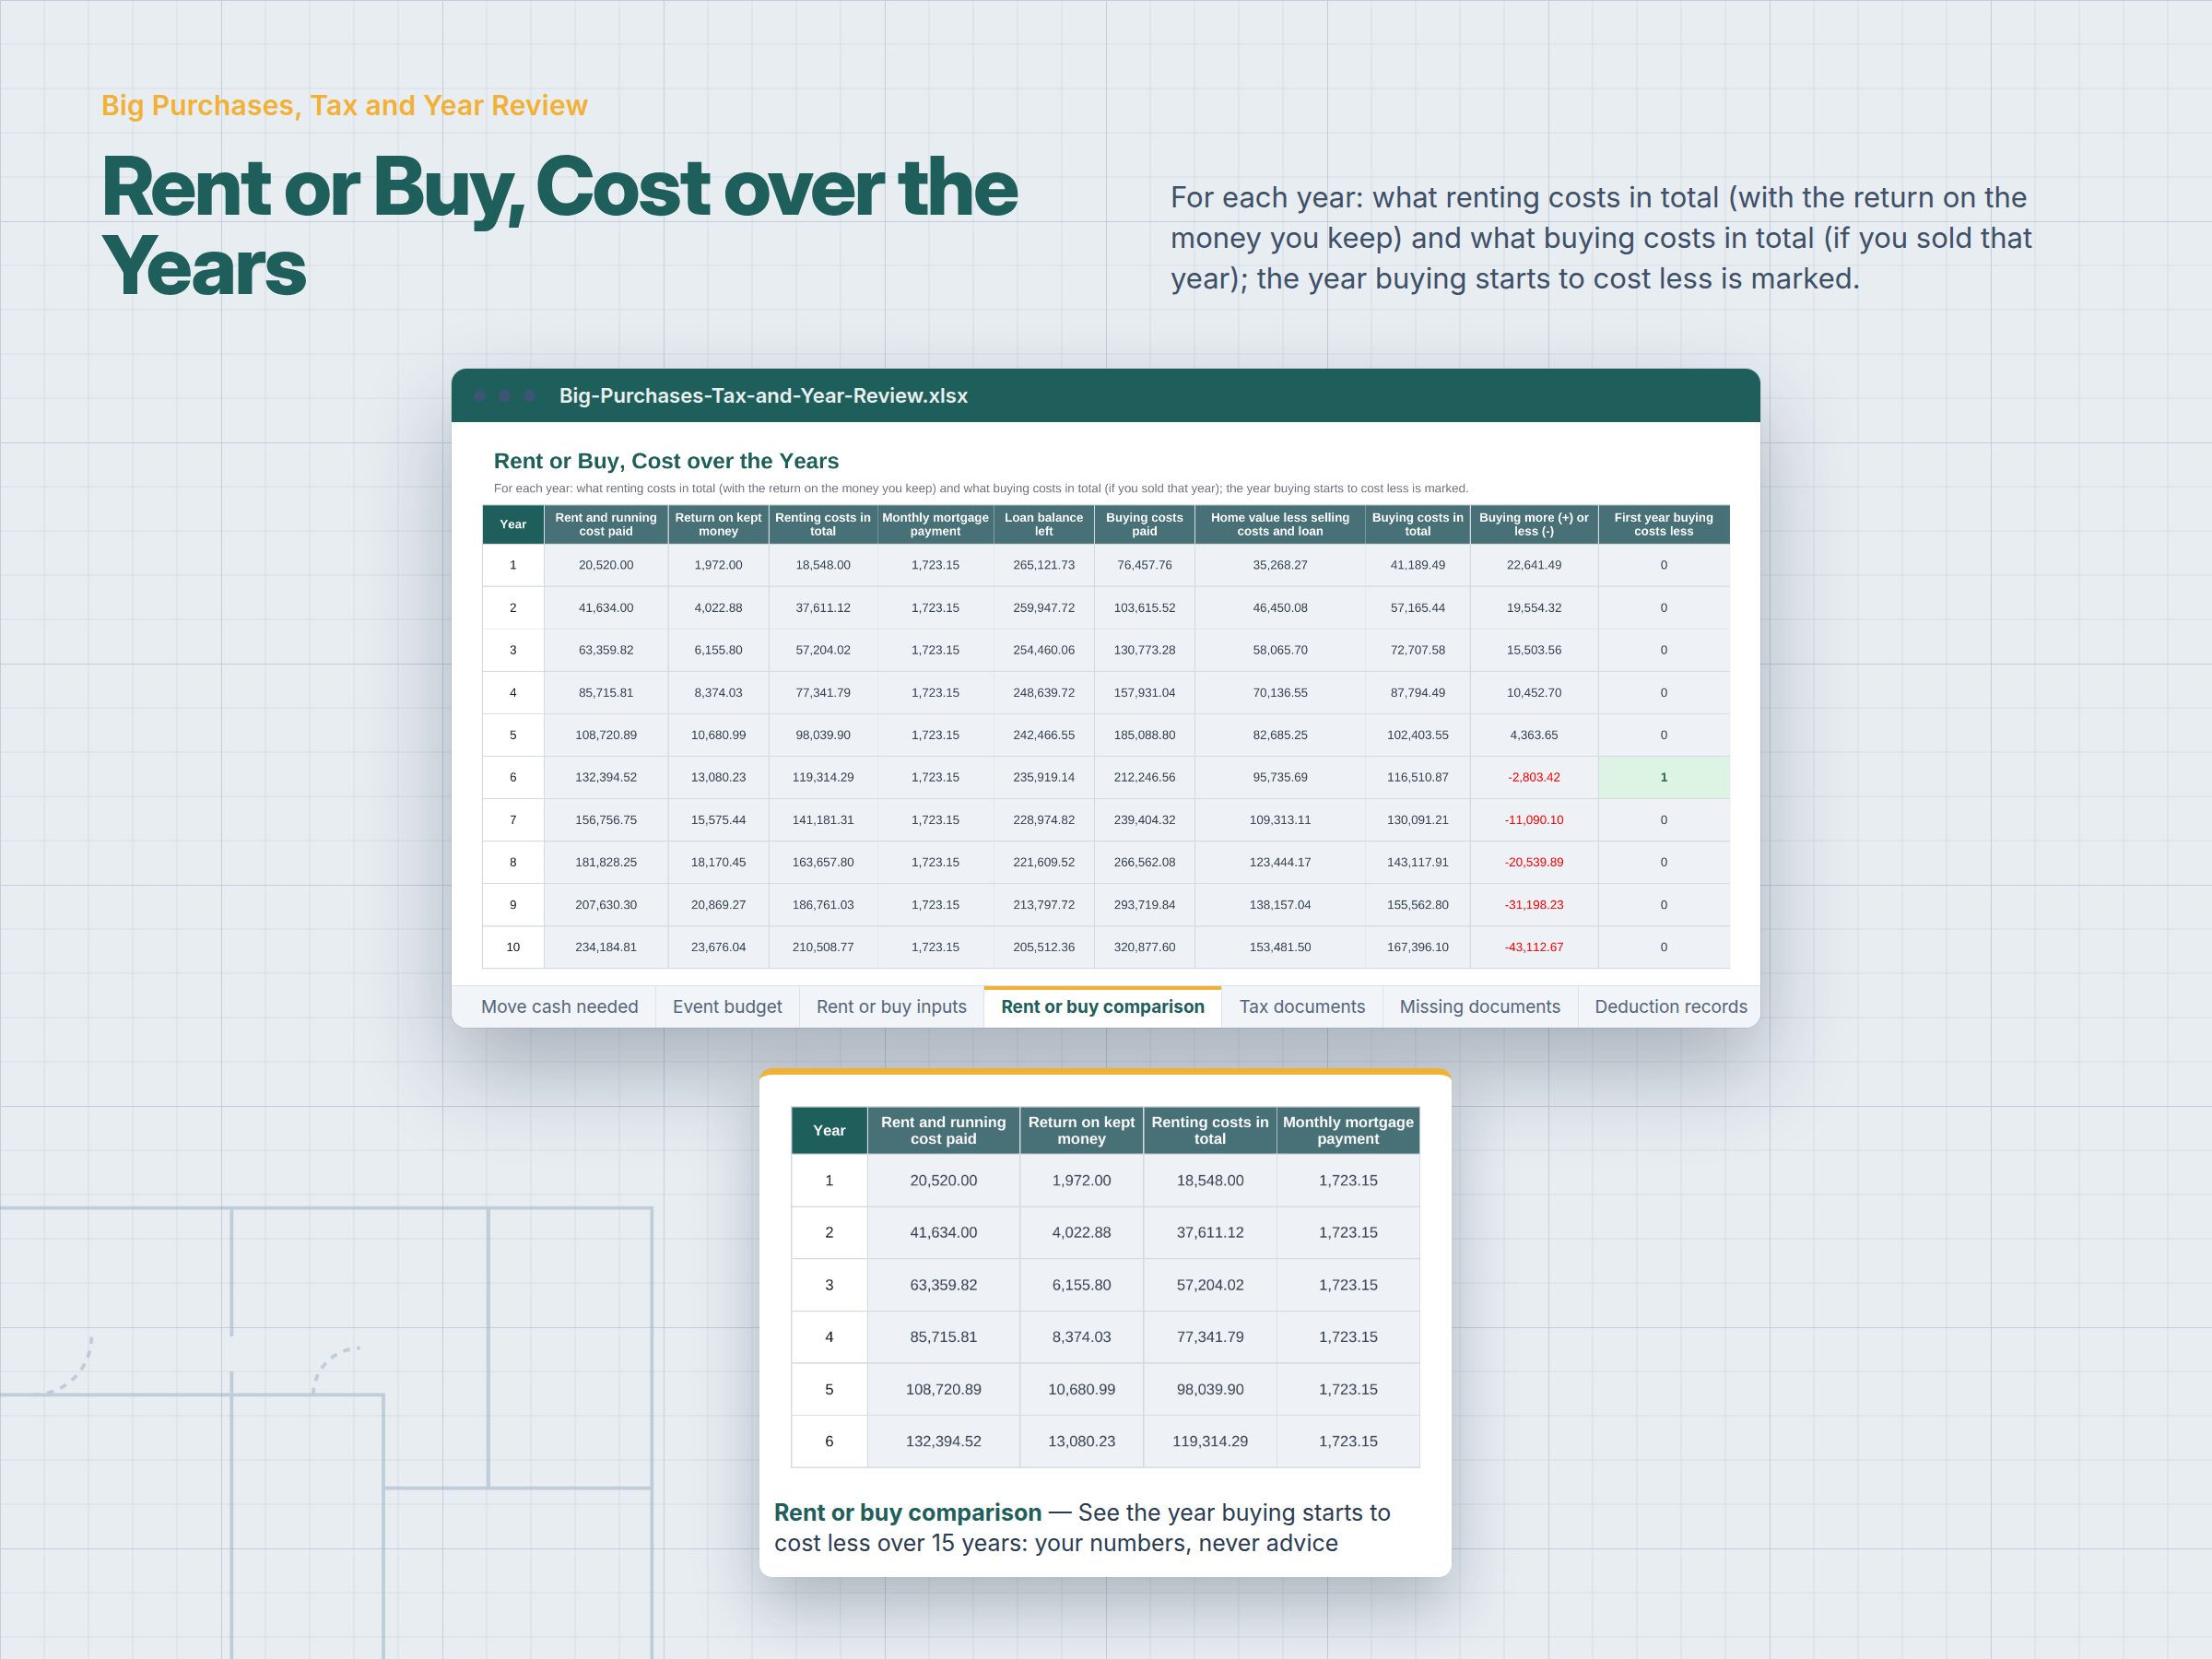 Big Purchases, Tax and Year Review
Rent or Buy, Cost over the
Years
For each year: what renting costs in total (with the return on the
money you keep) and what buying costs in total (if you sold that
year); the year buying starts to cost less is marked.
Big-Purchases-Tax-and-Year-Review.xlsx
Rent or Buy, Cost over the Years
For each year: what renting costs in total (with the return on the money you keep) and what buying costs in total (if you sold that year); the year buying starts to cost less is marked.
Year Rent and running cost paid Return on kept money Renting costs in total Monthly mortgage payment Loan balance left Buying costs paid Home value less selling costs and loan Buying costs in total Buying more (+) or less (-) First year buying costs less
1 20,520.00 1,972.00 18,548.00 1,723.15 265,121.73 76,457.76 35,268.27 41,189.49 22,641.49 0
2 41,634.00 4,022.88 37,611.12 1,723.15 259,947.72 103,615.52 46,450.08 57,165.44 19,554.32 0
3 63,359.82 6,155.80 57,204.02 1,723.15 254,460.06 130,773.28 58,065.70 72,707.58 15,503.56 0
4 85,715.81 8,374.03 77,341.79 1,723.15 248,639.72 157,931.04 70,136.55 87,794.49 10,452.70 0
5 108,720.89 10,680.99 98,039.90 1,723.15 242,466.55 185,088.80 82,685.25 102,403.55 4,363.65 0
6 132,394.52 13,080.23 119,314.29 1,723.15 235,919.14 212,246.56 95,735.69 116,510.87 -2,803.42 1
7 156,756.75 15,575.44 141,181.31 1,723.15 228,974.82 239,404.32 109,313.11 130,091.21 -11,090.10 0
8 181,828.25 18,170.45 163,657.80 1,723.15 221,609.52 266,562.08 123,444.17 143,117.91 -20,539.89 0
9 207,630.30 20,869.27 186,761.03 1,723.15 213,797.72 293,719.84 138,157.04 155,562.80 -31,198.23 0
10 234,184.81 23,676.04 210,508.77 1,723.15 205,512.36 320,877.60 153,481.50 167,396.10 -43,112.67 0
Move cash needed Event budget Rent or buy inputs Rent or buy comparison Tax documents Missing documents Deduction records
Year Rent and running cost paid Return on kept money Renting costs in total Monthly mortgage payment
1 20,520.00 1,972.00 18,548.00 1,723.15
2 41,634.00 4,022.88 37,611.12 1,723.15
3 63,359.82 6,155.80 57,204.02 1,723.15
4 85,715.81 8,374.03 77,341.79 1,723.15
5 108,720.89 10,680.99 98,039.90 1,723.15
6 132,394.52 13,080.23 119,314.29 1,723.15
Rent or buy comparison — See the year buying starts to
cost less over 15 years: your numbers, never advice